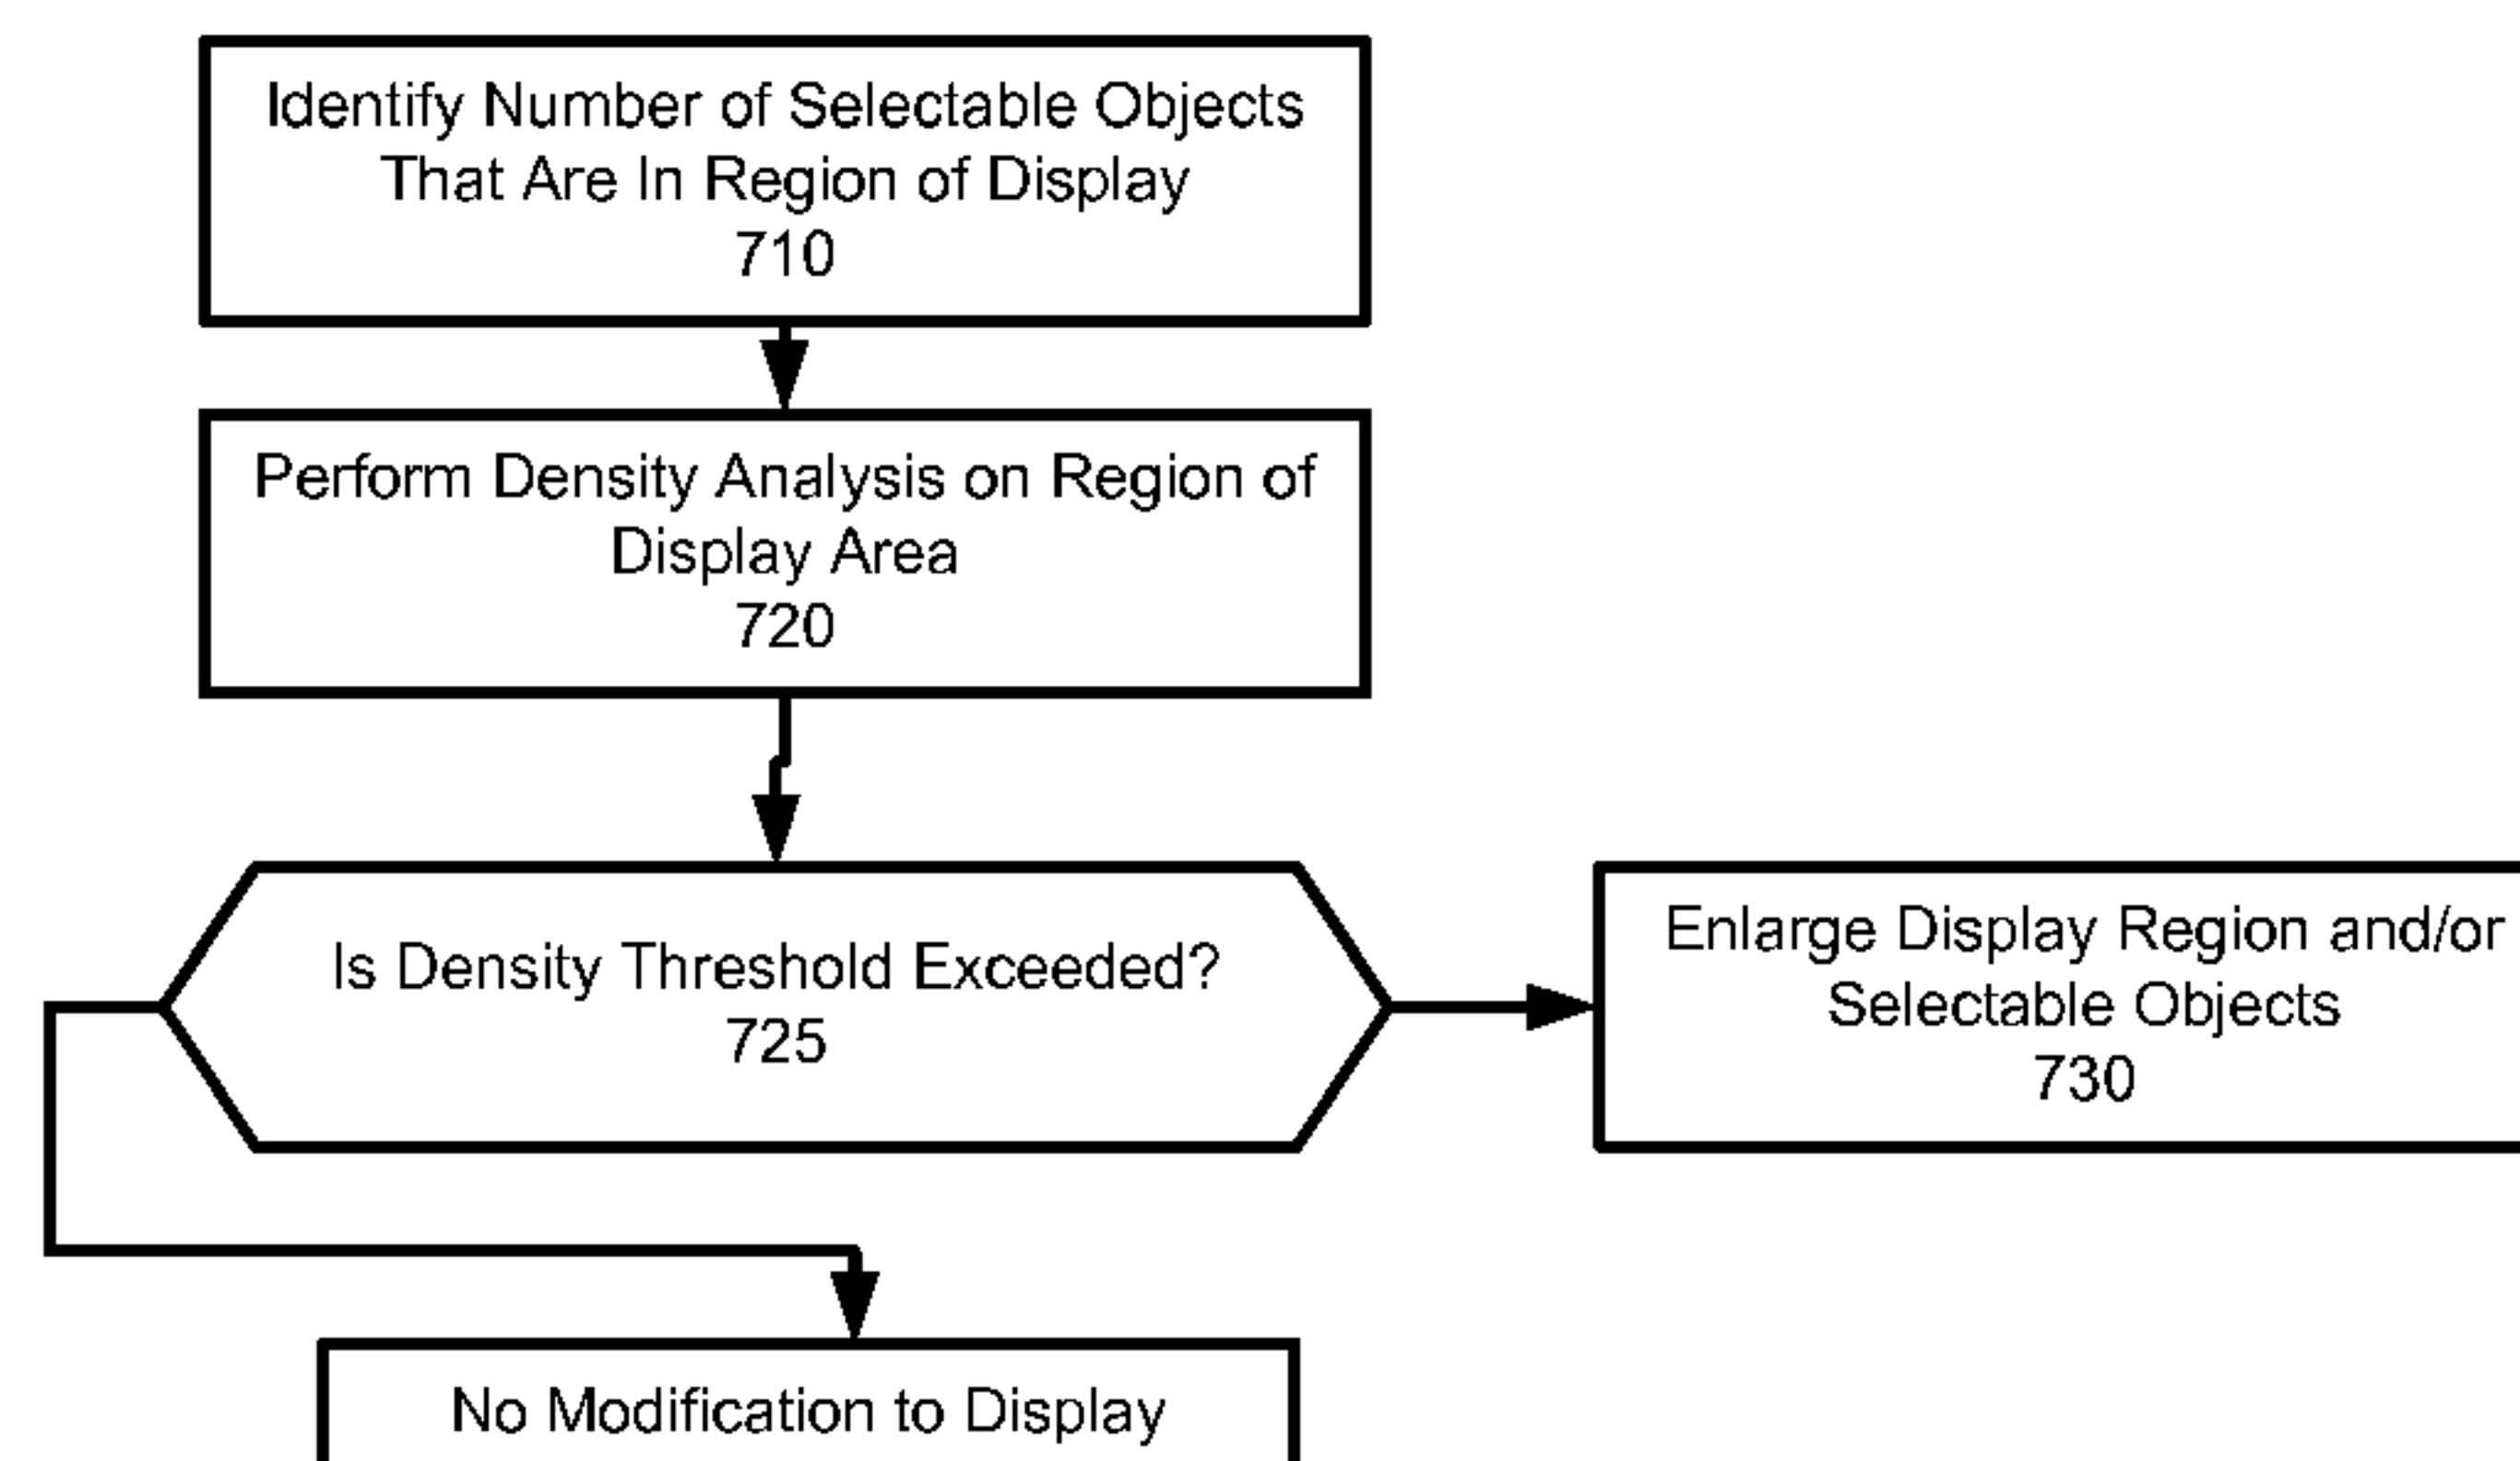 Identify Number of Selectable Objects
That Are In Region of Display
710
Perform Density Analysis on Region of
Display Area
720
Is Density Threshold Exceeded?
725
Enlarge Display Region and/or
Selectable Objects
730
No Modification to Display